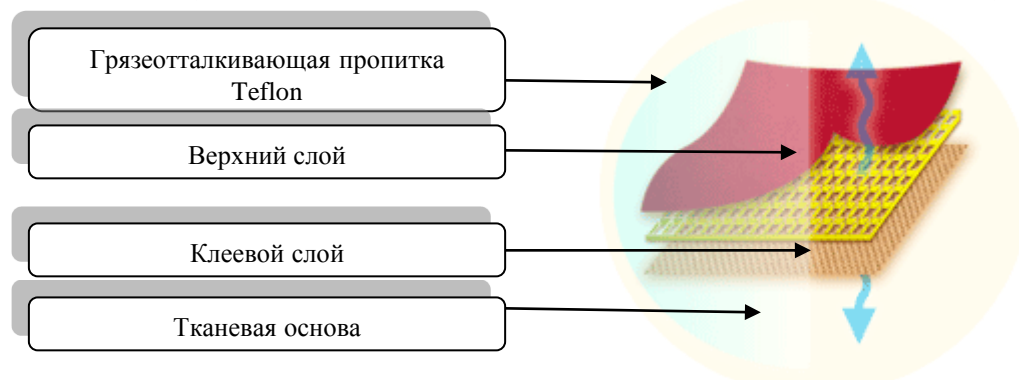 Грязеотталкивающая пропитка
Teflon
Верхний слой
Клеевой слой
Тканевая основа